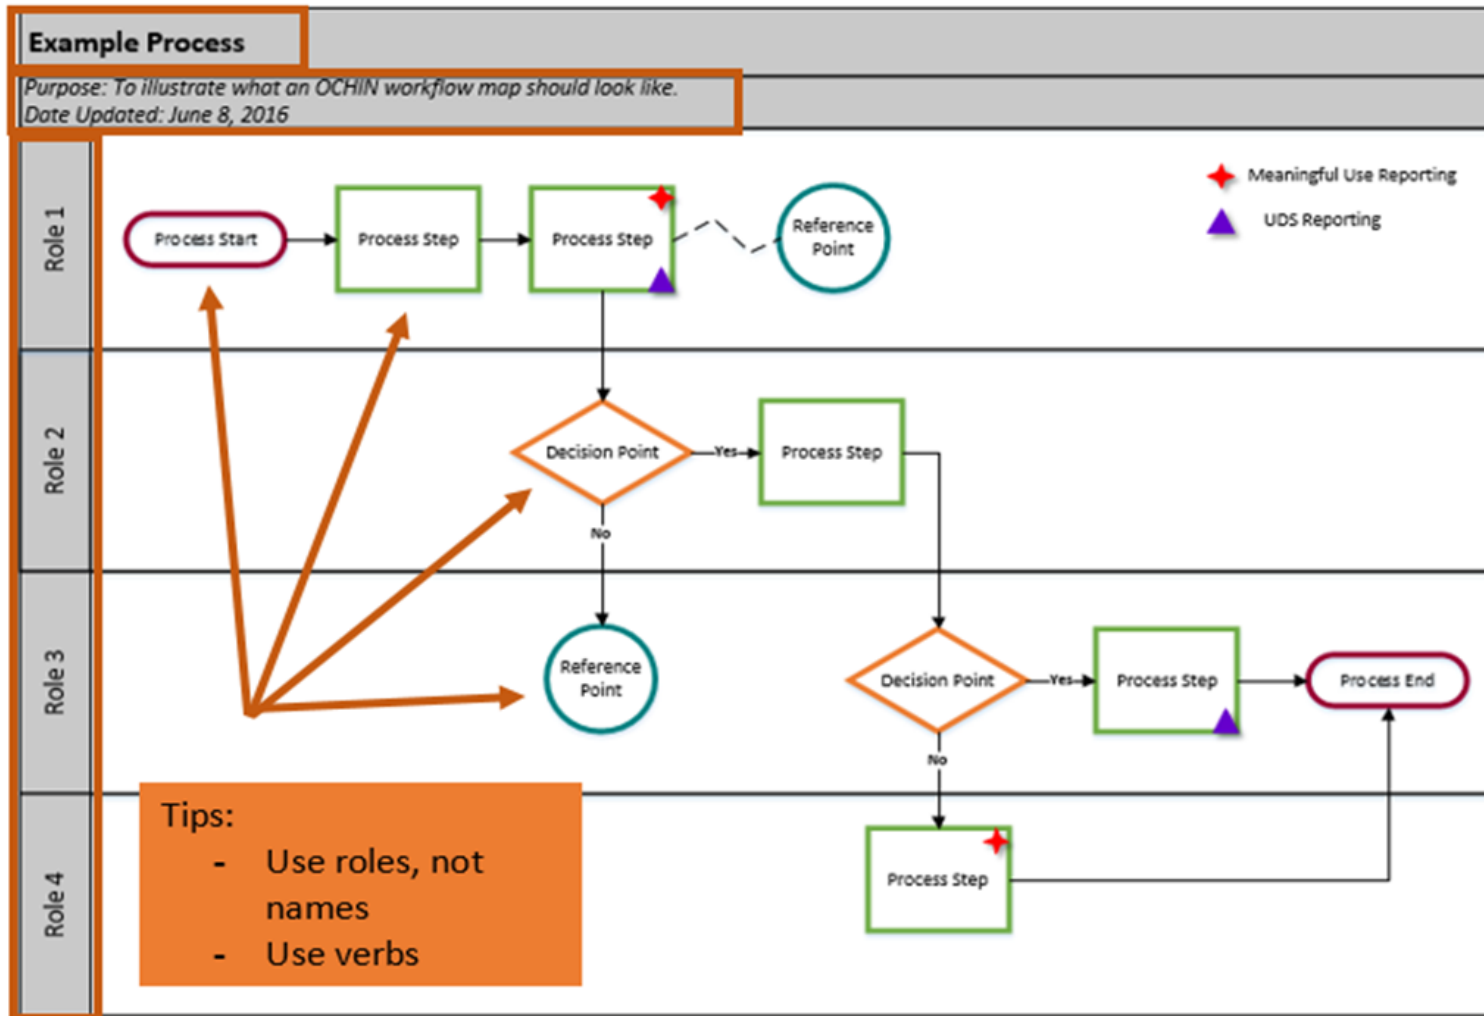 Example Process
Purpose: To illustrate what an OCHIN workflow map should look like.
Date Updated: June 8, 2016
Role 1
Process Start
Process Step
Process Step
Reference
Point
Meaningful Use Reporting
UDS Reporting
Role 2
Decision Point
Yes
Process Step
No
Role 3
Reference
Point
Decision Point
Yes
Process Step
Process End
No
Role 4
Process Step
Tips:
- Use roles, not
names
- Use verbs